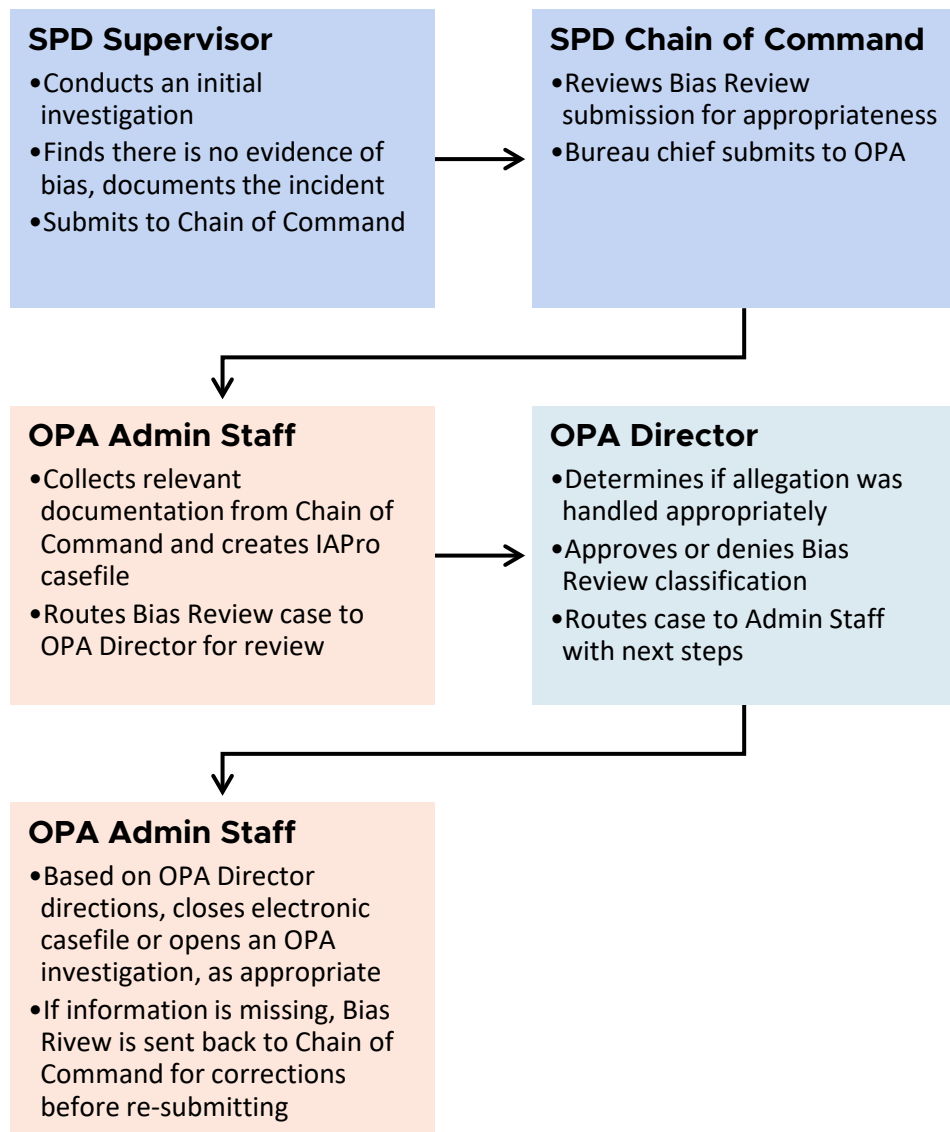 SPD Supervisor
•Conducts an initial
investigation
•Finds there is no evidence of
bias, documents the incident
•Submits to Chain of Command
SPD Chain of Command
•Reviews Bias Review
submission for appropriateness
•Bureau chief submits to OPA
OPA Admin Staff
•Collects relevant
documentation from Chain of
Command and creates IAPro
casefile
•Routes Bias Review case to
OPA Director for review
OPA Director
•Determines if allegation was
handled appropriately
•Approves or denies Bias
Review classification
•Routes case to Admin Staff
with next steps
OPA Admin Staff
•Based on OPA Director
directions, closes electronic
casefile or opens an OPA
investigation, as appropriate
•If information is missing, Bias
Rivew is sent back to Chain of
Command for corrections
before re-submitting